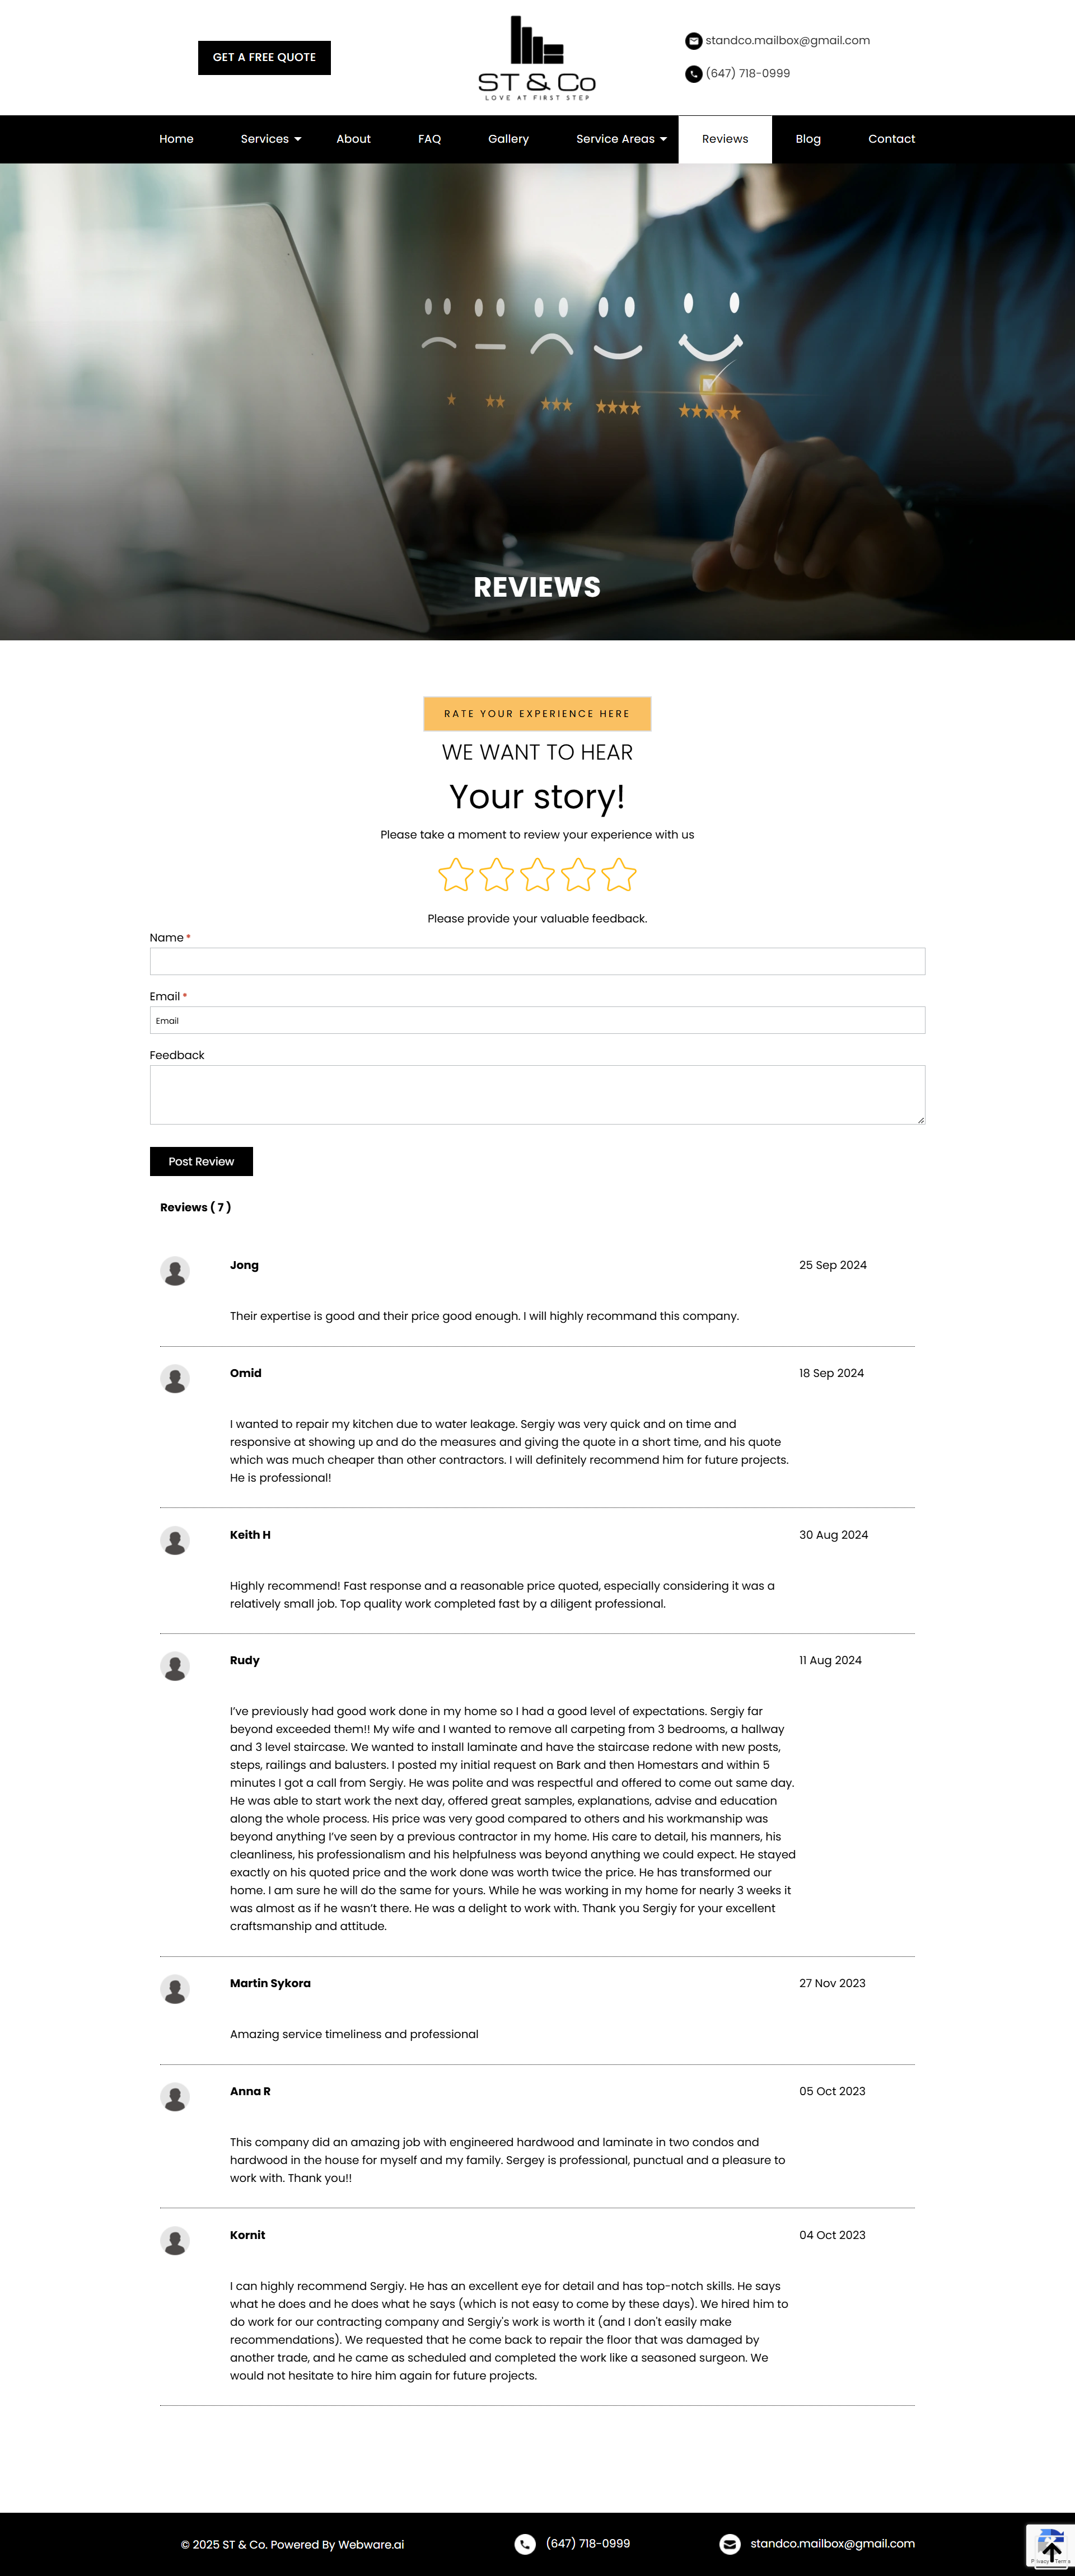 GET A FREE QUOTE
ST & Co
LOVE AT FIRST STEP
standco.mailbox@gmail.com
(647) 718-0999
Home Services About FAQ Gallery Service Areas Reviews Blog Contact
REVIEWS
RATE YOUR EXPERIENCE HERE
WE WANT TO HEAR
Your story!
Please take a moment to review your experience with us
Please provide your valuable feedback.
Name *
Email *
Email
Feedback
Post Review
Reviews ( 7 )
Jong 25 Sep 2024
Their expertise is good and their price good enough. I will highly recommand this company.
Omid 18 Sep 2024
I wanted to repair my kitchen due to water leakage. Sergiy was very quick and on time and
responsive at showing up and do the measures and giving the quote in a short time, and his quote
which was much cheaper than other contractors. I will definitely recommend him for future projects.
He is professional!
Keith H 30 Aug 2024
Highly recommend! Fast response and a reasonable price quoted, especially considering it was a
relatively small job. Top quality work completed fast by a diligent professional.
Rudy 11 Aug 2024
I’ve previously had good work done in my home so I had a good level of expectations. Sergiy far
beyond exceeded them!! My wife and I wanted to remove all carpeting from 3 bedrooms, a hallway
and 3 level staircase. We wanted to install laminate and have the staircase redone with new posts,
steps, railings and balusters. I posted my initial request on Bark and then Homestars and within 5
minutes I got a call from Sergiy. He was polite and was respectful and offered to come out same day.
He was able to start work the next day, offered great samples, explanations, advise and education
along the whole process. His price was very good compared to others and his workmanship was
beyond anything I’ve seen by a previous contractor in my home. His care to detail, his manners, his
cleanliness, his professionalism and his helpfulness was beyond anything we could expect. He stayed
exactly on his quoted price and the work done was worth twice the price. He has transformed our
home. I am sure he will do the same for yours. While he was working in my home for nearly 3 weeks it
was almost as if he wasn’t there. He was a delight to work with. Thank you Sergiy for your excellent
craftsmanship and attitude.
Martin Sykora 27 Nov 2023
Amazing service timeliness and professional
Anna R 05 Oct 2023
This company did an amazing job with engineered hardwood and laminate in two condos and
hardwood in the house for myself and my family. Sergey is professional, punctual and a pleasure to
work with. Thank you!!
Kornit 04 Oct 2023
I can highly recommend Sergiy. He has an excellent eye for detail and has top-notch skills. He says
what he does and he does what he says (which is not easy to come by these days). We hired him to
do work for our contracting company and Sergiy's work is worth it (and I don't easily make
recommendations). We requested that he come back to repair the floor that was damaged by
another trade, and he came as scheduled and completed the work like a seasoned surgeon. We
would not hesitate to hire him again for future projects.
© 2025 ST & Co. Powered By Webware.ai (647) 718-0999 standco.mailbox@gmail.com
Privacy Terms